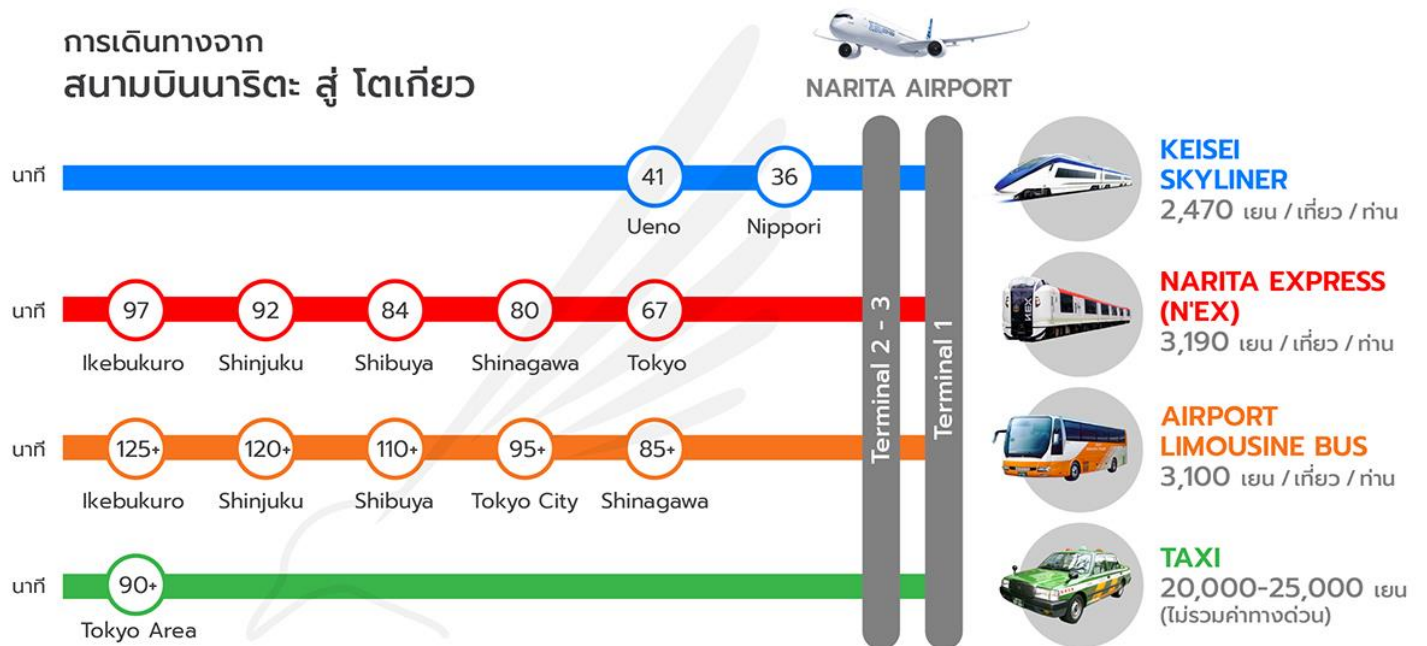 การเดินทางจาก
สนามบินนาริตะ สู่ โตเกียว
NARITA AIRPORT
Terminal 2 - 3
Terminal 1
นาที
41
36
Ueno
Nippori
KEISEI
SKYLINER
2,470 เยน / เที่ยว / ท่าน
นาที
97
92
84
80
67
Ikebukuro
Shinjuku
Shibuya
Shinagawa
Tokyo
NARITA EXPRESS
(N'EX)
3,190 เยน / เที่ยว / ท่าน
นาที
125+
120+
110+
95+
85+
Ikebukuro
Shinjuku
Shibuya
Tokyo City
Shinagawa
AIRPORT
LIMOUSINE BUS
3,100 เยน / เที่ยว / ท่าน
นาที
90+
Tokyo Area
TAXI
20,000-25,000 เยน
(ไม่รวมค่าทางด่วน)